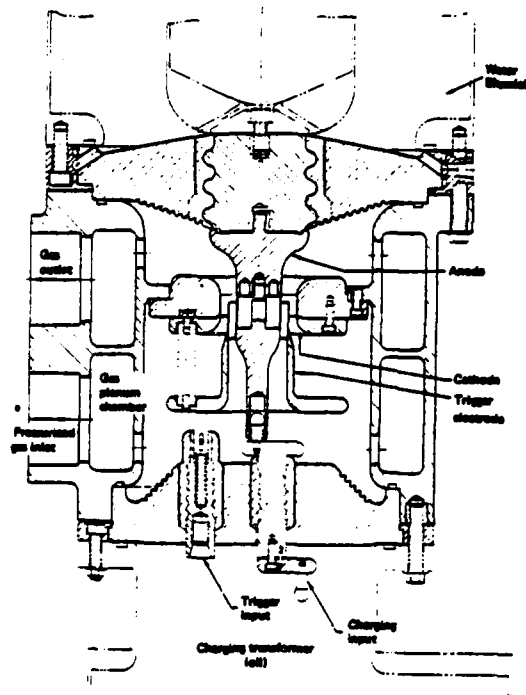 Water
Blumlein
Gas
outlet
Anode
Gas
plenum
chamber
Cathode
Trigger
electrode
Pressurized
gas inlet
Trigger
input
Charging
input
Charging transformer
(oil)